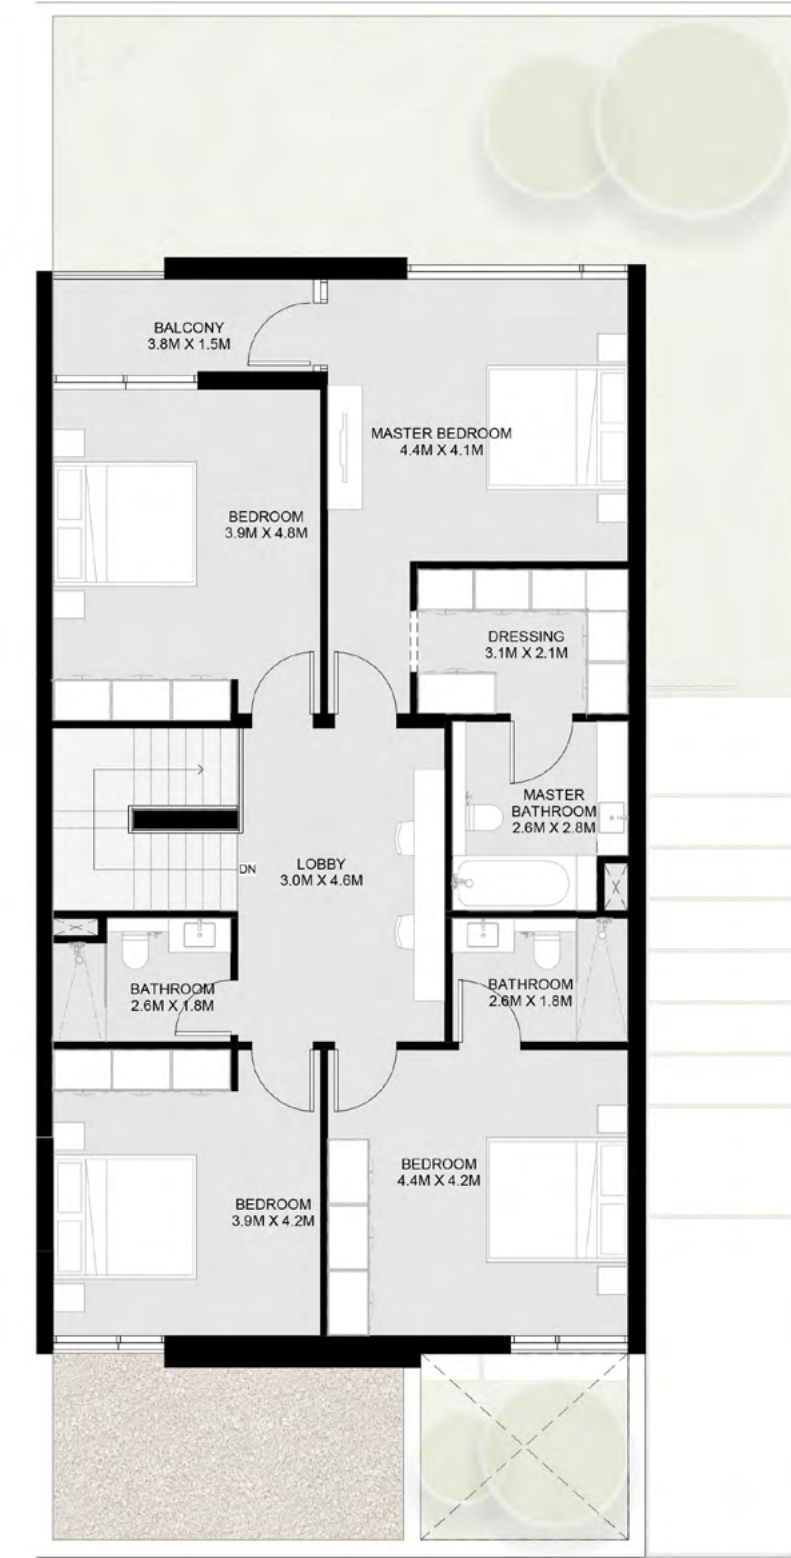 BALCONY
3.8M X 1.5M
MASTER BEDROOM
4.4M X 4.1M
BEDROOM
3.9M X 4.8M
DRESSING
3.1M X 2.1M
MASTER
BATHROOM
2.6M X 2.8M
LOBBY
3.0M X 4.6M
DN
BATHROOM
2.6M X 1.8M
BATHROOM
2.6M X 1.8M
BEDROOM
4.4M X 4.2M
BEDROOM
3.9M X 4.2M